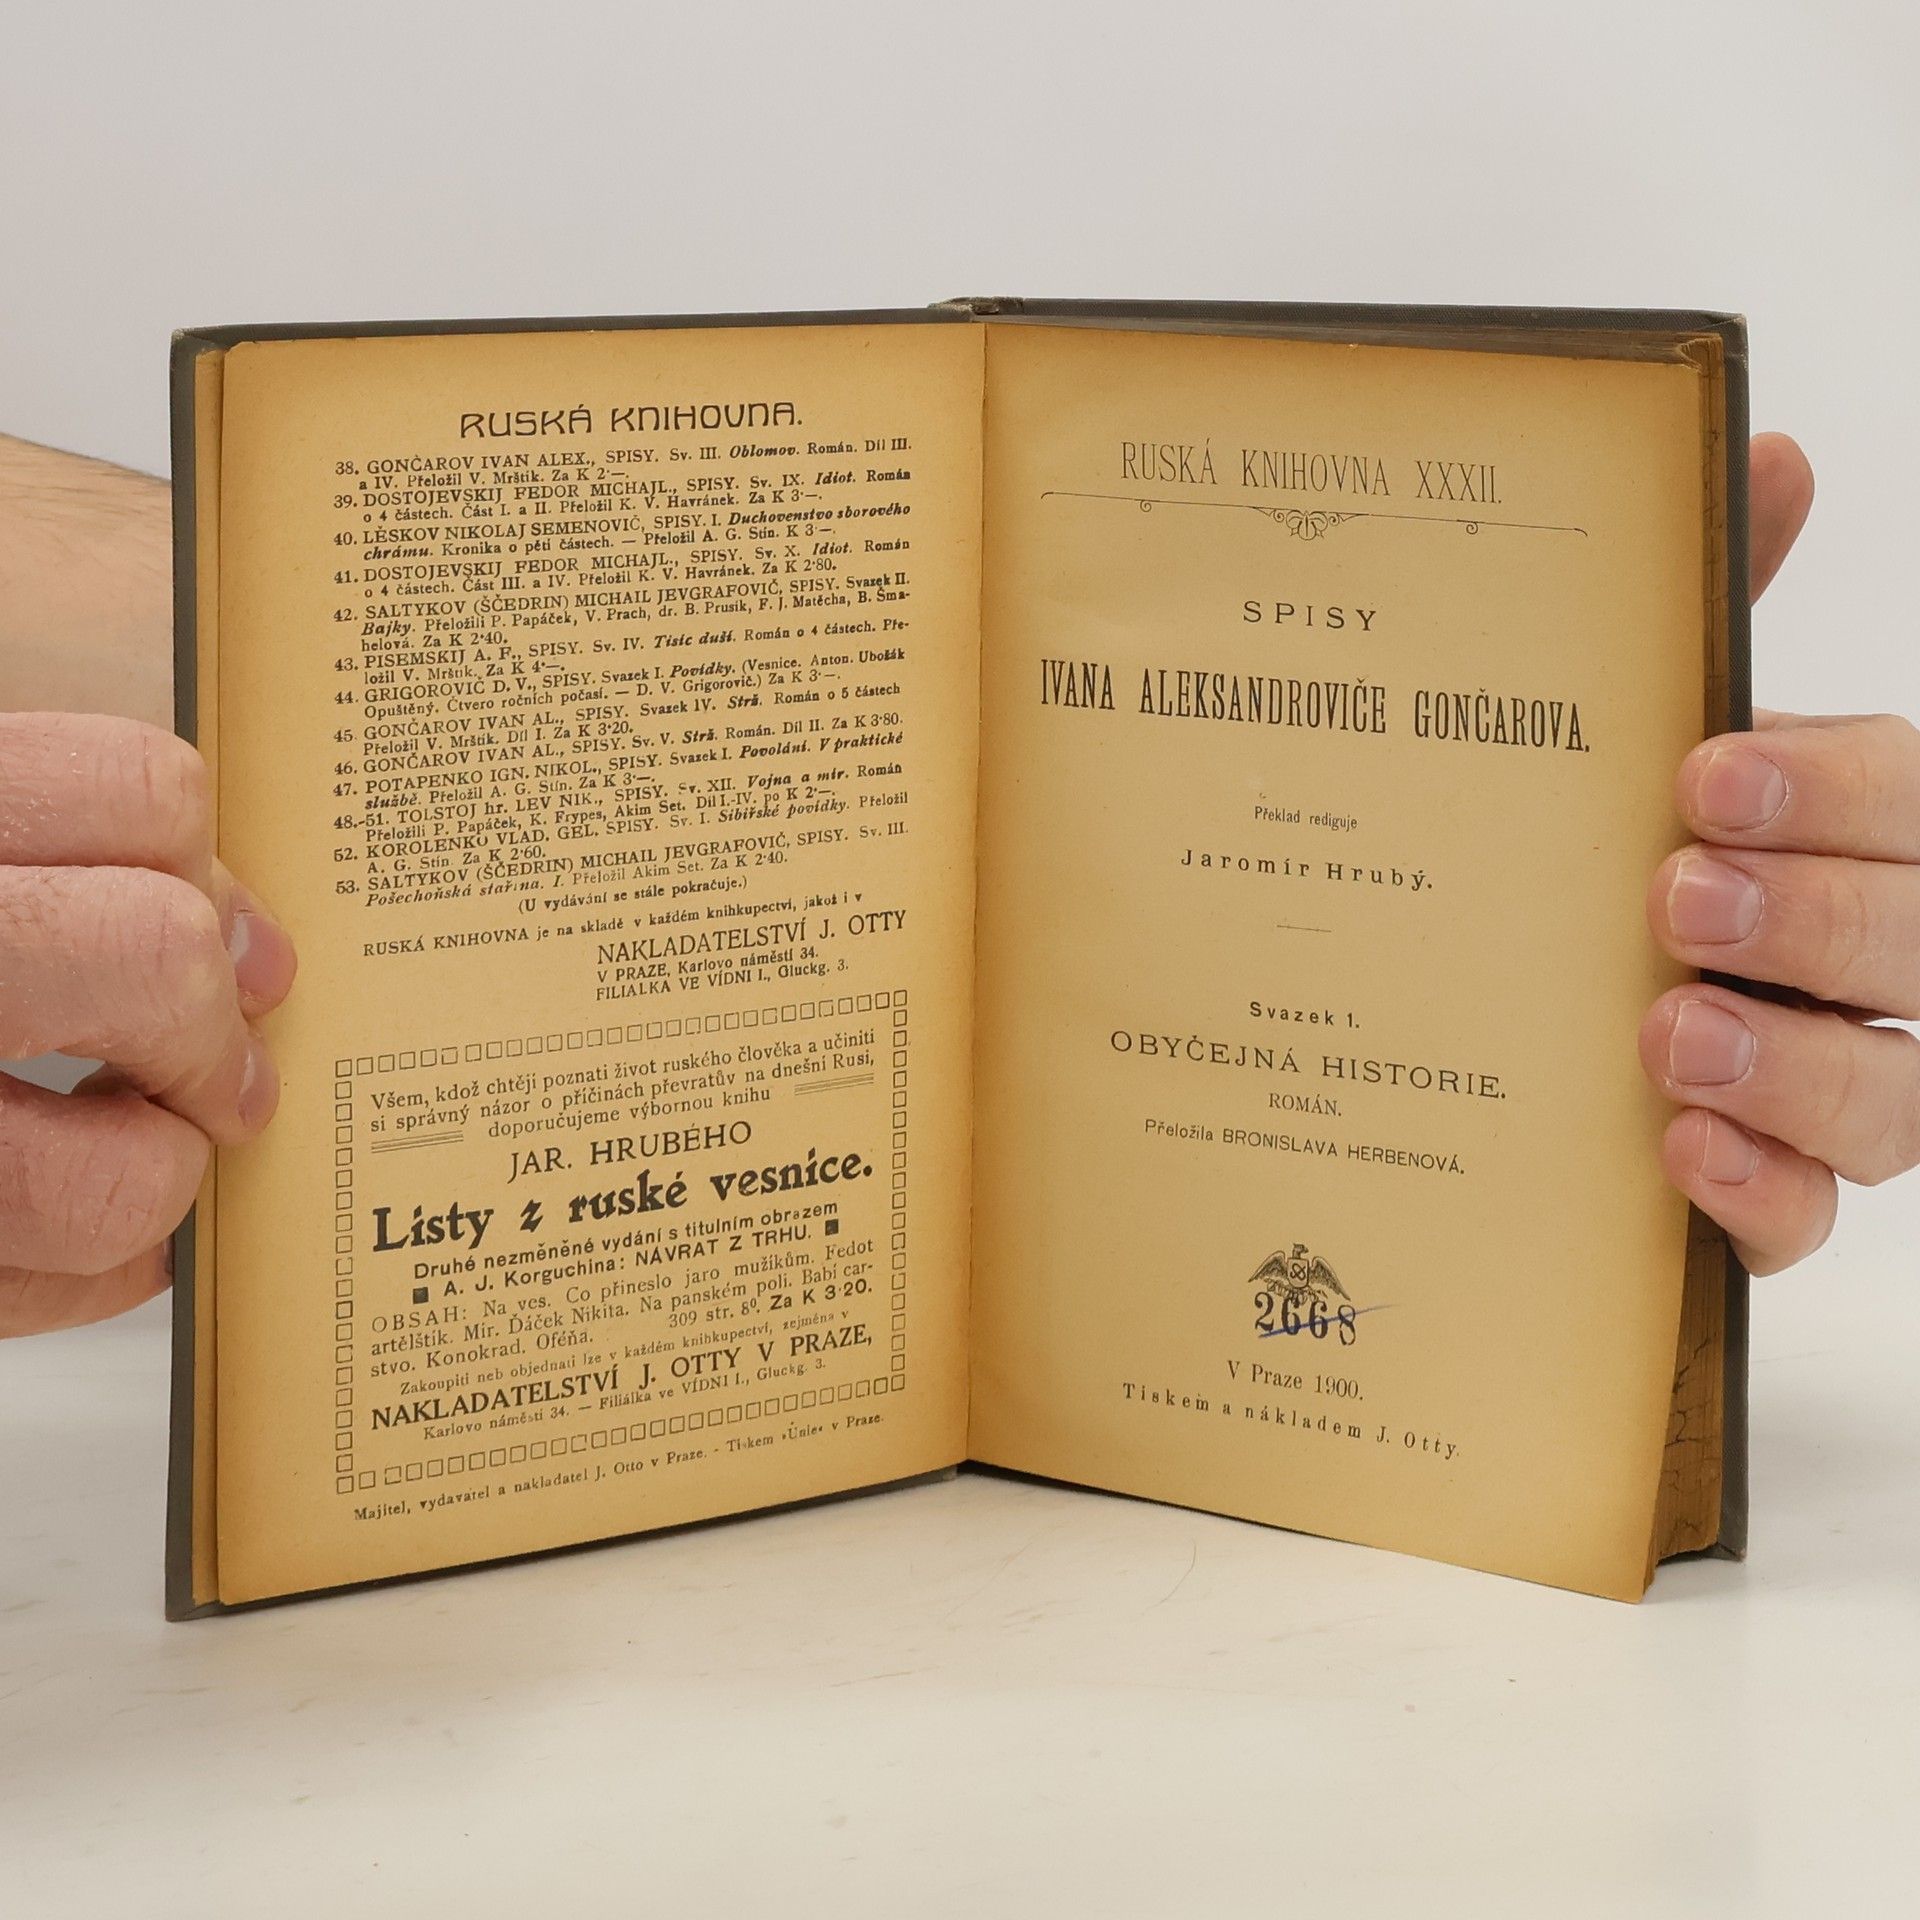 RUSKÁ KNIHOVNA.
38. GONČAROV IVAN ALEX., SPISY. Sv. III. Oblomov. Román. Díl III.
a IV. Přeložil V. Mrštik. Za K 2·—.
39. DOSTOJEVSKIJ FEDOR MICHAJL., SPISY. Sv. IX. Idiot. Román
o 4 částech. Část I. a II. Přeložil K. V. Havránek. Za K 3·—.
40. LĚSKOV NIKOLAJ SEMENOVIČ, SPISY. I. Duchovenstvo sborového
chrámu. Kronika o pěti částech. — Přeložil A. G. Stín. K 3·—.
41. DOSTOJEVSKIJ FEDOR MICHAJL., SPISY. Sv. X. Idiot. Román
o 4 částech. Část III. a IV. Přeložil K. V. Havránek. Za K 2·80.
42. SALTYKOV (ŠČEDRIN) MICHAIL JEVGRAFOVIČ, SPISY. Svazek II.
Bajky. Přeložili P. Papáček, V. Prach, dr. B. Prusík, F. J. Matěcha, B. Šma-
helová. Za K 2·40.
43. PISEMSKIJ A. F., SPISY. Sv. IV. Tisíc duší. Román o 4 částech. Pře-
ložil V. Mrštik. Za K 4·—.
44. GRIGOROVIČ D. V., SPISY. Svazek I. Povídky. (Vesnice. Anton. Ubožák
Opuštěný. Čtvero ročních počasí. — D. V. Grigorovič.) Za K 3·—.
45. GONČAROV IVAN AL., SPISY. Svazek IV. Strž. Román o 5 částech
Přeložil V. Mrštik. Díl I. Za K 3·20.
46. GONČAROV IVAN AL., SPISY. Sv. V. Strž. Román. Díl II. Za K 3·80.
47. POTAPENKO IGN. NIKOL., SPISY. Svazek I. Povolání. V praktické
službě. Přeložil A. G. Stín. Za K 3·—.
48.-51. TOLSTOJ hr. LEV NIK., SPISY. Sv. XII. Vojna a mír. Román
Přeložili P. Papáček, K. Frypes, Akim Set. Díl I.-IV. po K 2·—.
52. KOROLENKO VLAD. GEL. SPISY. Sv. I. Sibiřské povídky. Přeložil
A. G. Stín. Za K 2·60.
53. SALTYKOV (ŠČEDRIN) MICHAIL JEVGRAFOVIČ, SPISY. Sv. III.
Pošechoňská stařina. I. Přeložil Akim Set. Za K 2·40.
(U vydávání se stále pokračuje.)
RUSKÁ KNIHOVNA je na skladě v každém knihkupectví, jakož i v
NAKLADATELSTVÍ J. OTTY
V PRAZE, Karlovo náměstí 34.
FILIALKA VE VÍDNI I., Gluckg. 3.
Všem, kdož chtějí poznati život ruského člověka a učiniti
si správný názor o příčinách převratův na dnešní Rusi,
doporučujeme výbornou knihu
JAR. HRUBÉHO
Listy z ruské vesnice.
Druhé nezměněné vydání s titulním obrazem
A. J. Korguchina: NÁVRAT Z TRHU.
OBSAH: Na ves. Co přineslo jaro mužíkům. Fedot
artělštik. Mír. Ďáček Nikita. Na panském poli. Babí car-
stvo. Konokrad. Oféňa. 309 str. 8º. Za K 3·20.
Zakoupiti neb objednati lze v každém knihkupectví, zejména v
NAKLADATELSTVÍ J. OTTY V PRAZE,
Karlovo náměstí 34. — Filiálka ve VÍDNI I., Gluckg. 3.
Majitel, vydavatel a nakladatel J. Otto v Praze. - Tiskem »Unie« v Praze.
RUSKÁ KNIHOVNA XXXII.
SPISY
IVANA ALEKSANDROVIČE GONČAROVA.
Překlad rediguje
Jaromír Hrubý.
Svazek 1.
OBYČEJNÁ HISTORIE.
ROMÁN.
Přeložila BRONISLAVA HERBENOVÁ.
2668
V Praze 1900.
Tiskem a nákladem J. Otty.